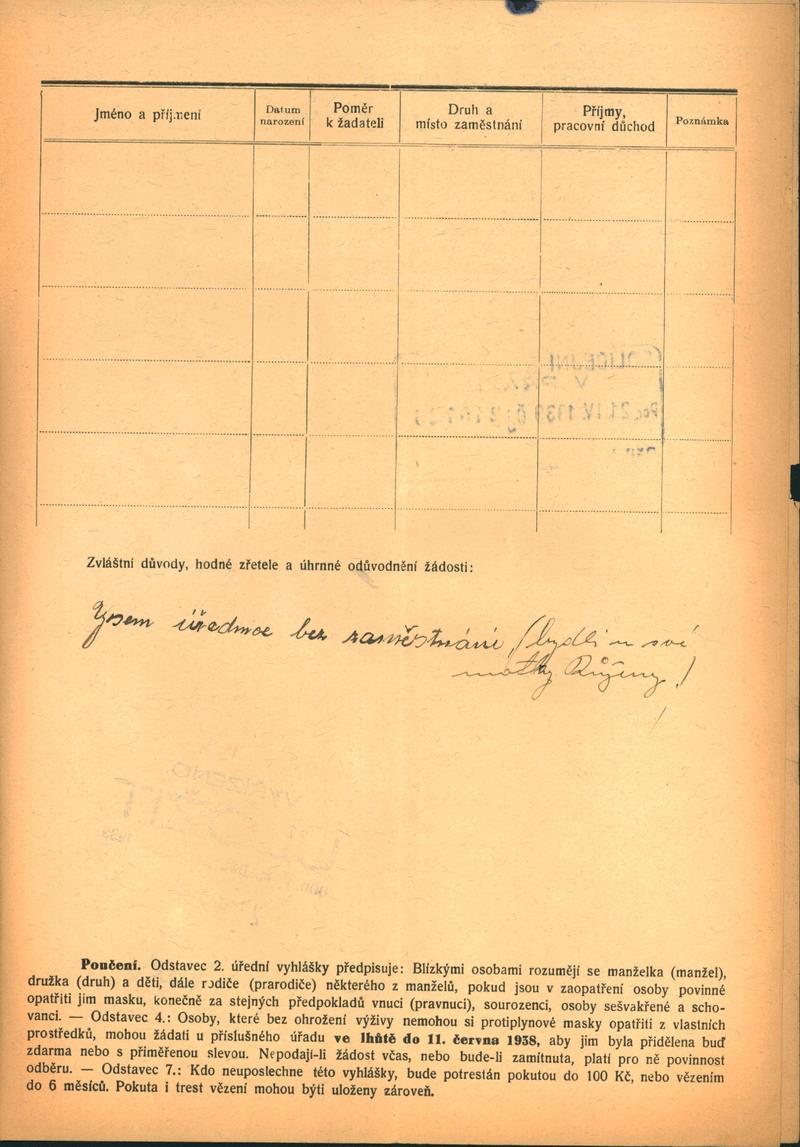 Jméno a příjmení
Datum narození
Poměr k žadateli
Druh a místo zaměstnání
Příjmy, pracovní důchod
Poznámka
POLICEJNÍ
V
21 IV 1939
Zvláštní důvody, hodné zřetele a úhrnné odůvodnění žádosti:
Jsem úřednice bez zaměstnání /bydlí u své
matky Růženy /
Poučení. Odstavec 2. úřední vyhlášky předpisuje: Blízkými osobami rozumějí se manželka (manžel),
družka (druh) a děti, dále rodiče (prarodiče) některého z manželů, pokud jsou v zaopatření osoby povinné
opatřiti jim masku, konečně za stejných předpokladů vnuci (pravnuci), sourozenci, osoby sešvakřené a scho-
vanci. — Odstavec 4.: Osoby, které bez ohrožení výživy nemohou si protiplynové masky opatřiti z vlastních
prostředků, mohou žádati u příslušného úřadu ve lhůtě do 11. června 1938, aby jim byla přidělena buď
zdarma nebo s přiměřenou slevou. Nepodají-li žádost včas, nebo bude-li zamítnuta, platí pro ně povinnost
odběru. — Odstavec 7.: Kdo neuposlechne této vyhlášky, bude potrestán pokutou do 100 Kč, nebo vězením
do 6 měsíců. Pokuta i trest vězení mohou býti uloženy zároveň.